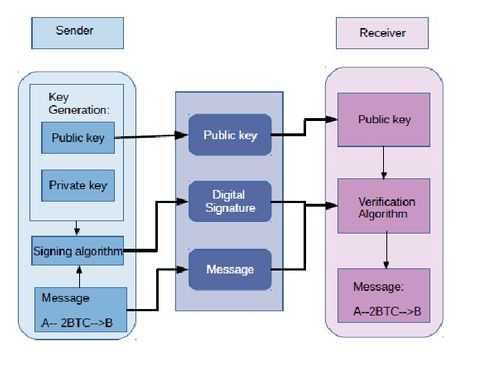 Sender
Receiver
Key
Generation:
Public key
Private key
Signing algorithm
Message
A-- 2BTC-->B
Public key
Digital
Signature
Message
Public key
Verification
Algorithm
Message:
A--2BTC-->B